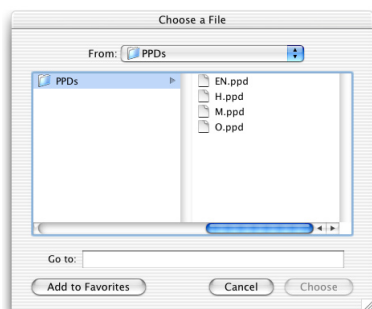 Choose a File
From: PPDs
PPDs
EN.ppd
H.ppd
M.ppd
O.ppd
Go to:
Add to Favorites Cancel Choose